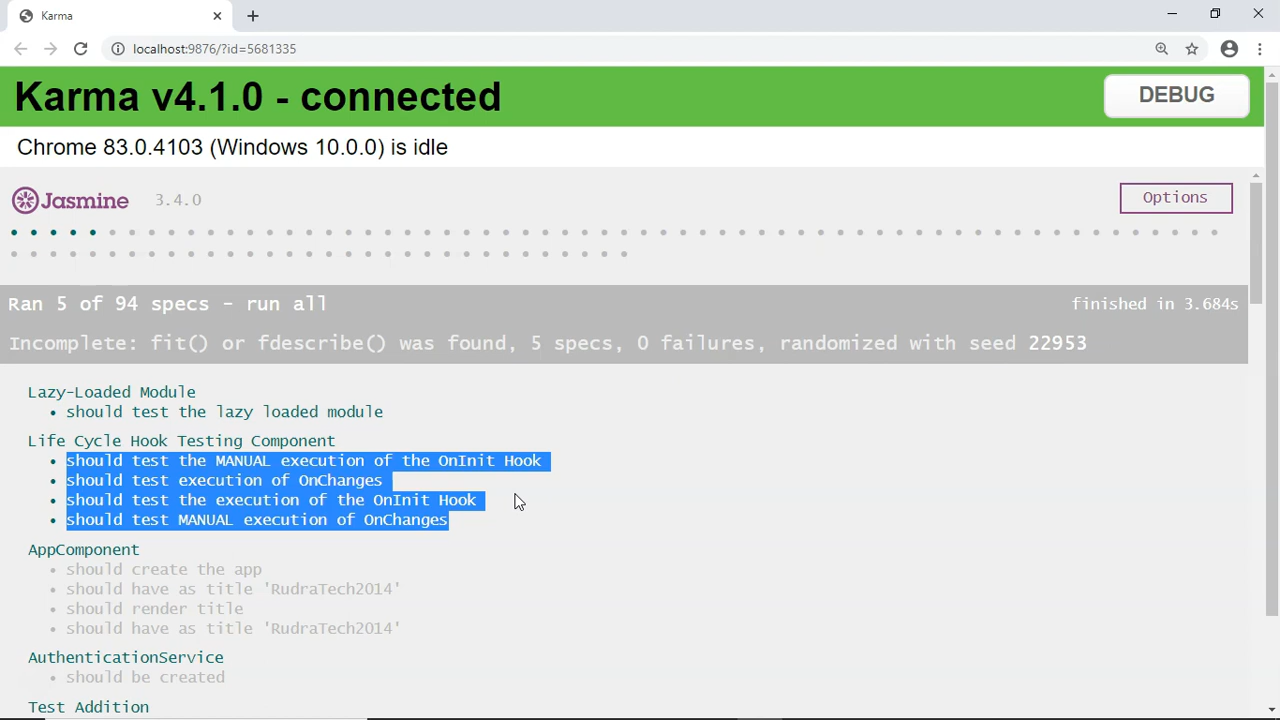 Karma
localhost:9876/?id=5681335
Karma v4.1.0 - connected
DEBUG
Chrome 83.0.4103 (Windows 10.0.0) is idle
Jasmine 3.4.0
Options
Ran 5 of 94 specs - run all
finished in 3.684s
Incomplete: fit() or fdescribe() was found, 5 specs, 0 failures, randomized with seed 22953
Lazy-Loaded Module
• should test the lazy loaded module
Life Cycle Hook Testing Component
• should test the MANUAL execution of the OnInit Hook
• should test execution of OnChanges
• should test the execution of the OnInit Hook
• should test MANUAL execution of OnChanges
AppComponent
• should create the app
• should have as title 'RudraTech2014'
• should render title
• should have as title 'RudraTech2014'
AuthenticationService
• should be created
Test Addition